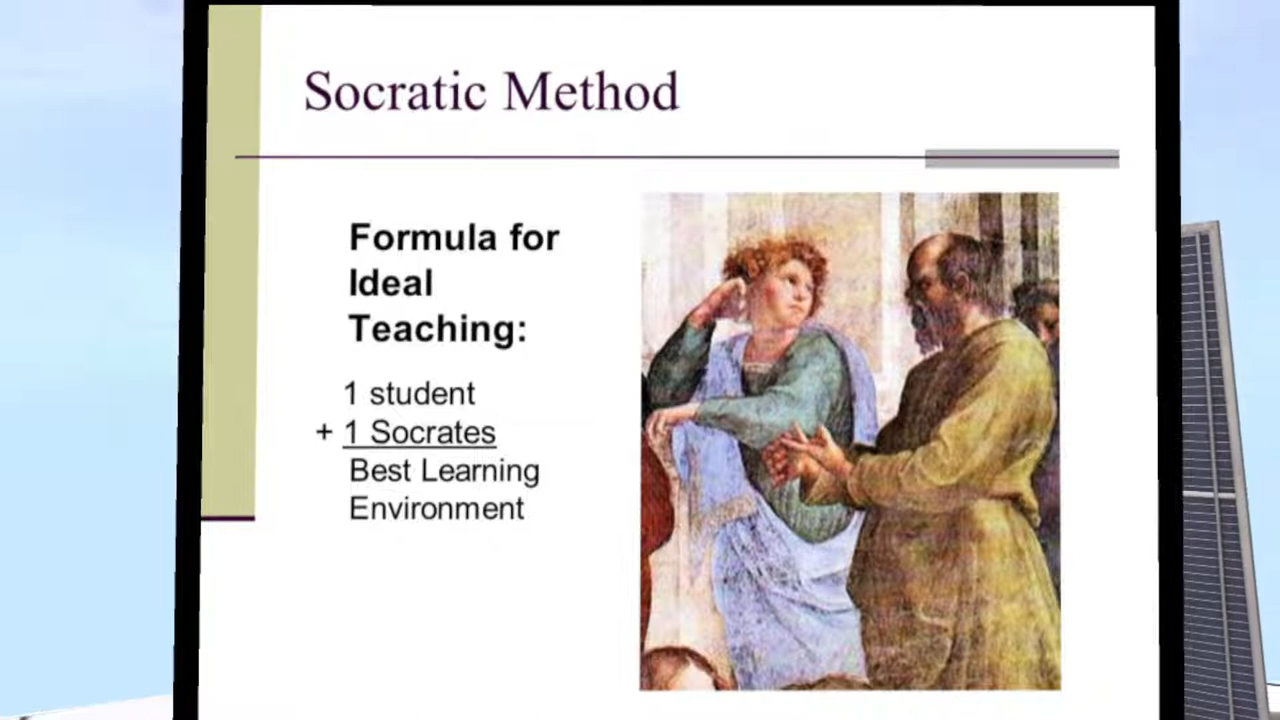 Socratic Method
Formula for
Ideal
Teaching:
1 student
+ 1 Socrates
Best Learning
Environment